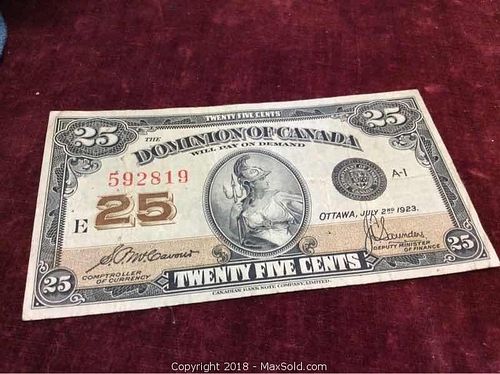 TWENTY FIVE CENTS
25 25
THE
DOMINION OF CANADA
WILL PAY ON DEMAND
592819
A-1
E 25
OTTAWA, JULY 2ND 1923.
Saunders
DEPUTY MINISTER
OF FINANCE
COMPTROLLER
OF CURRENCY
25 TWENTY FIVE CENTS 25
CANADIAN BANK NOTE COMPANY, LIMITED.
Copyright 2018 - MaxSold.com